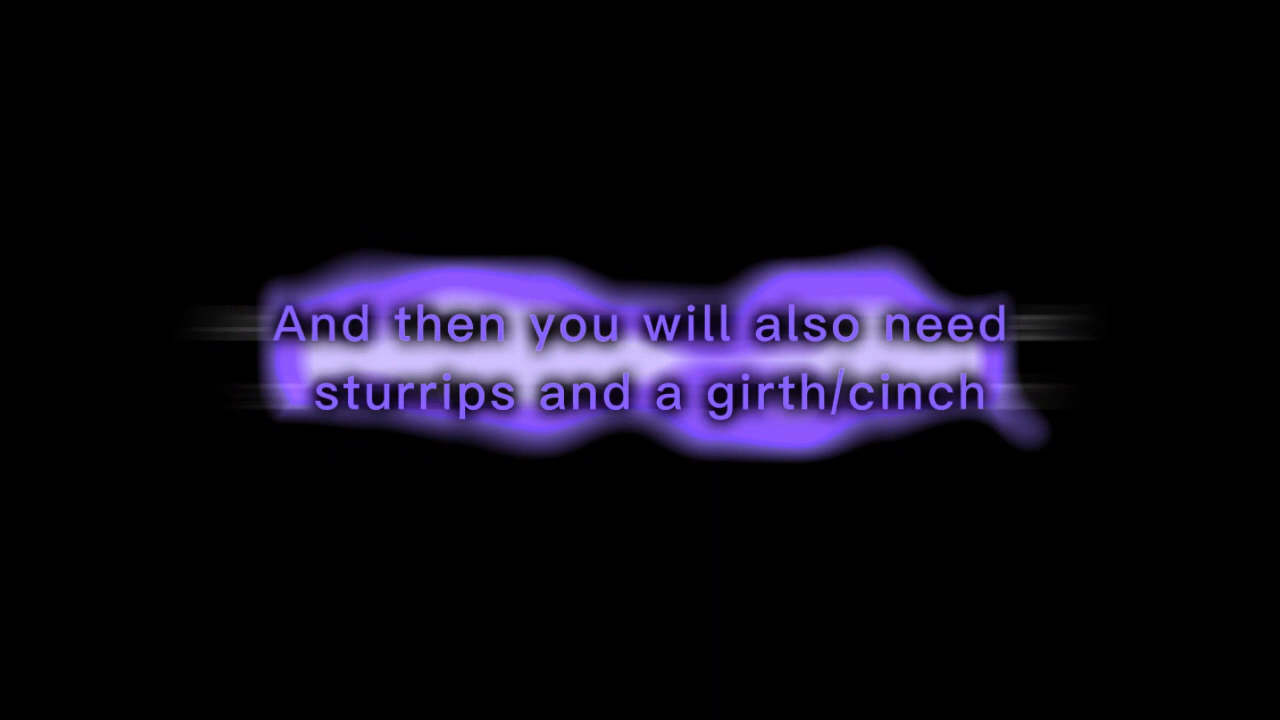 And then you will also need
sturrips and a girth/cinch